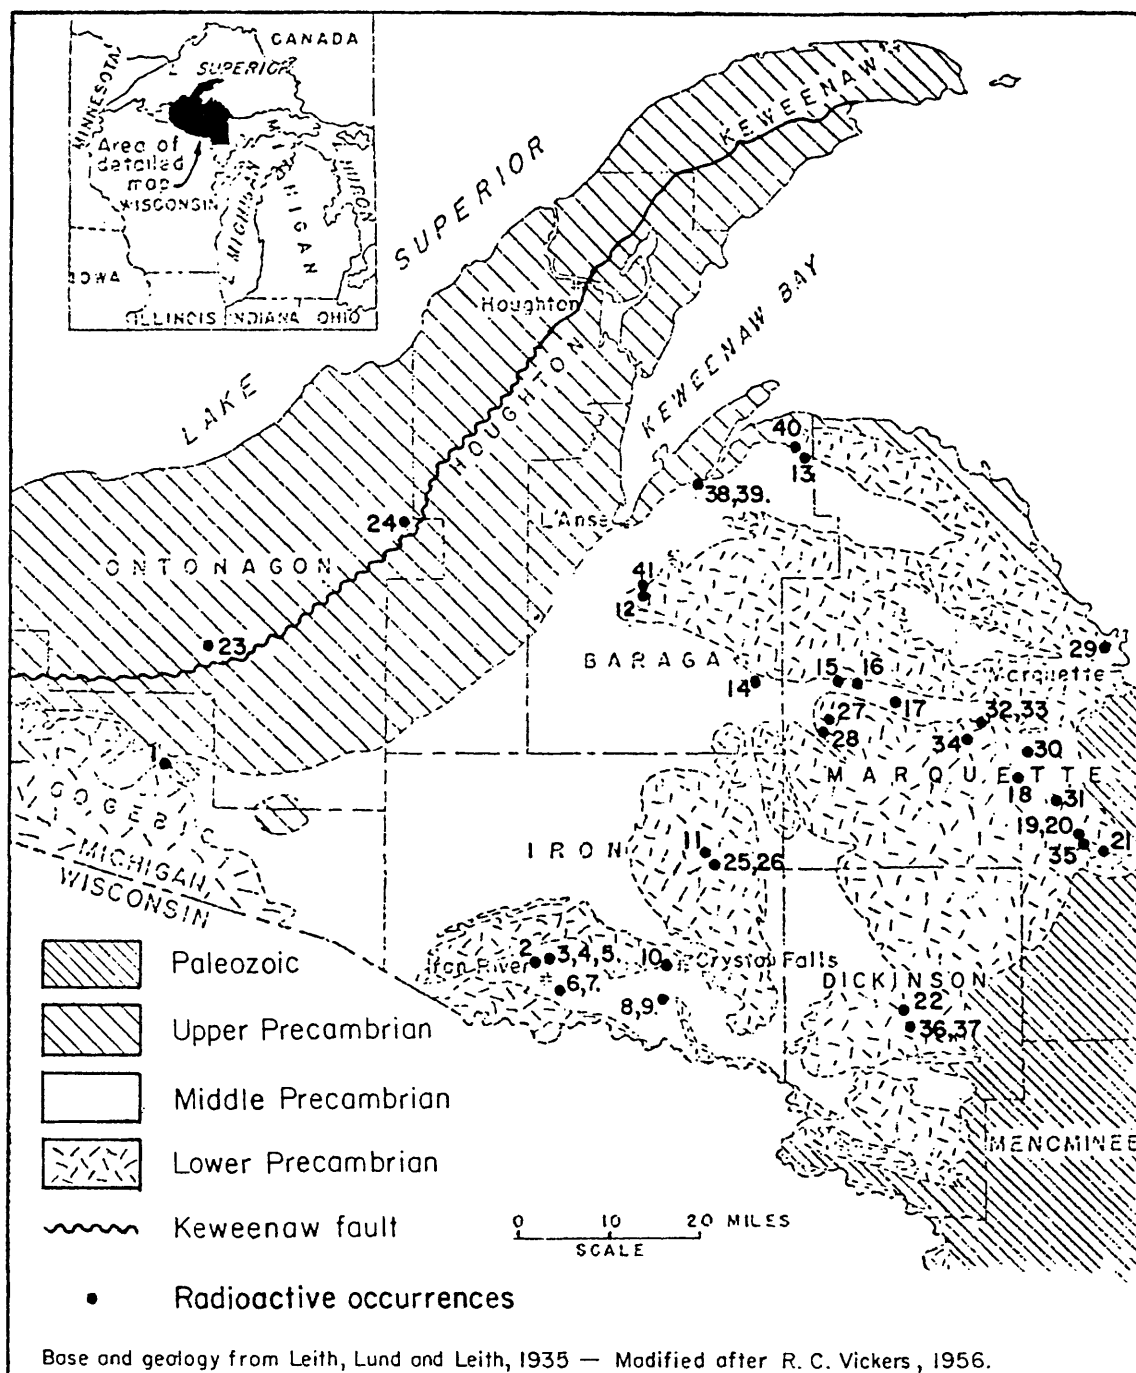 CANADA
MINNESOTA
L SUPERIOR
Area of
detailed
map
WISCONSIN
L MICHIGAN
MICHIGAN
L HURON
IOWA
ILLINOIS INDIANA OHIO
KEWEENAW
LAKE SUPERIOR
Houghton
KEWEENAW BAY
HOUGHTON
40
13.
38,39.
24
L'Anse
ONTONAGON
41
12
23
BARAGA
29
Marquette
14
15
16
17
27
28
32,33
34
30
1
MARQUETTE
18
31
GOGEBIC
19,20
35
21
IRON
11
25,26
MICHIGAN
WISCONSIN
2
3,4,5.
Iron River
10
Crystal Falls
6,7.
8,9.
DICKINSON
22
36,37
MENOMINEE
Paleozoic
Upper Precambrian
Middle Precambrian
Lower Precambrian
Keweenaw fault
0 10 20 MILES
SCALE
Radioactive occurrences
Base and geology from Leith, Lund and Leith, 1935 — Modified after R. C. Vickers, 1956.